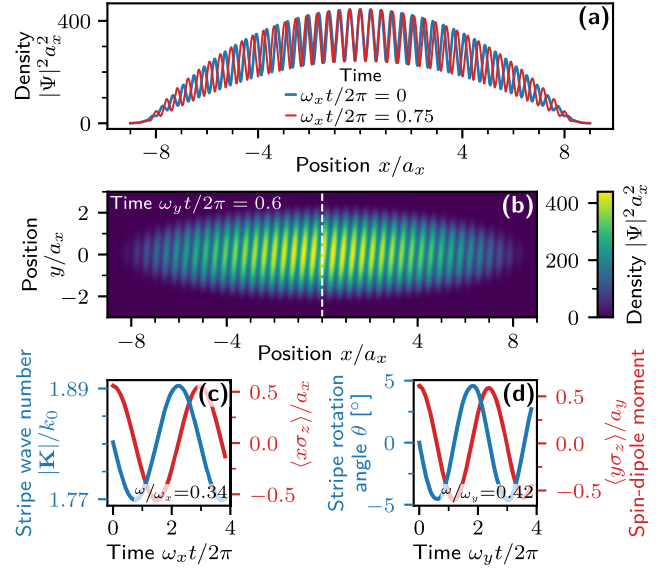 (a)
Density
|Ψ|²aₓ²
400
0
Time
ωₓt/2π = 0
ωₓt/2π = 0.75
−8
−4
0
4
8
Position x/aₓ
(b)
Time ω_y t/2π = 0.6
Position
y/aₓ
2
0
−2
−8
−4
0
4
8
Position x/aₓ
400
200
0
Density |Ψ|²aₓ²
(c)
Stripe wave number
|K|/k₀
1.89
1.77
ω/ωₓ=0.34
0
2
4
Time ωₓt/2π
0.5
0.0
−0.5
⟨xσ_z⟩/aₓ
(d)
Stripe rotation
angle θ [°]
5
0
−5
ω/ω_y=0.42
0
2
4
Time ω_y t/2π
0.5
0.0
−0.5
⟨yσ_z⟩/a_y
Spin-dipole moment